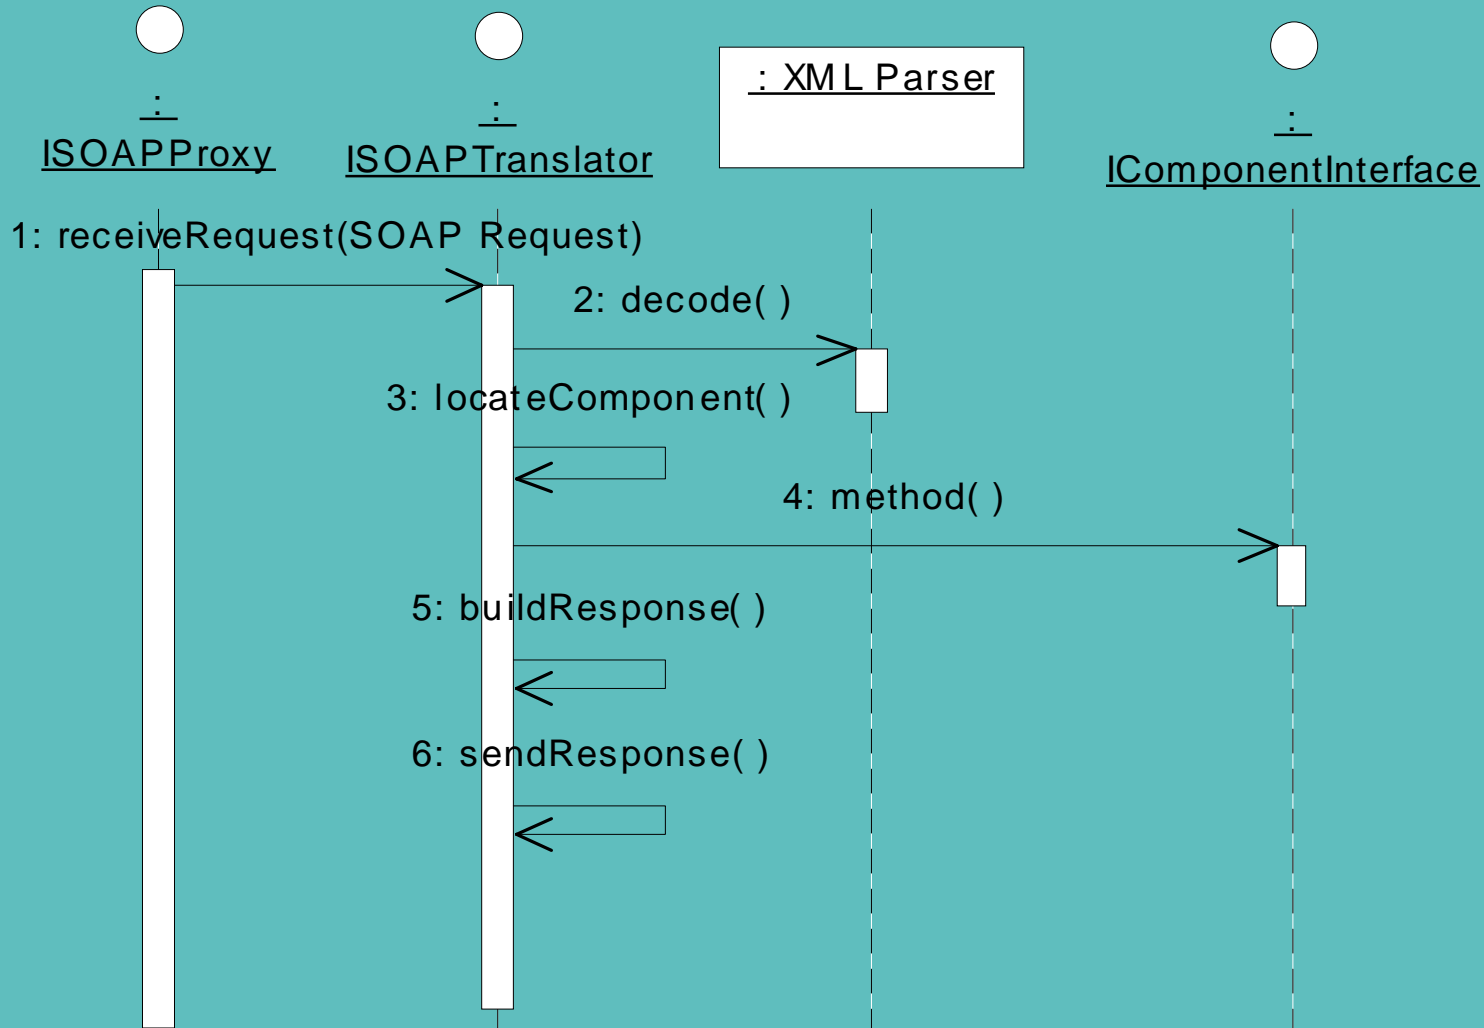 :
ISOAPProxy
:
ISOAPTranslator
: XML Parser
:
IComponentInterface
1: receiveRequest(SOAP Request)
2: decode( )
3: locateComponent( )
4: method( )
5: buildResponse( )
6: sendResponse( )